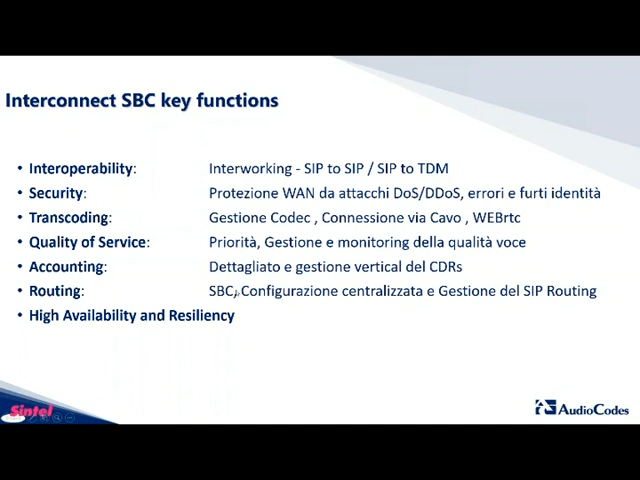 Interconnect SBC key functions
• Interoperability: Interworking - SIP to SIP / SIP to TDM
• Security: Protezione WAN da attacchi DoS/DDoS, errori e furti identità
• Transcoding: Gestione Codec , Connessione via Cavo , WEBrtc
• Quality of Service: Priorità, Gestione e monitoring della qualità voce
• Accounting: Dettagliato e gestione vertical del CDRs
• Routing: SBC, Configurazione centralizzata e Gestione del SIP Routing
• High Availability and Resiliency
Sintel
AudioCodes